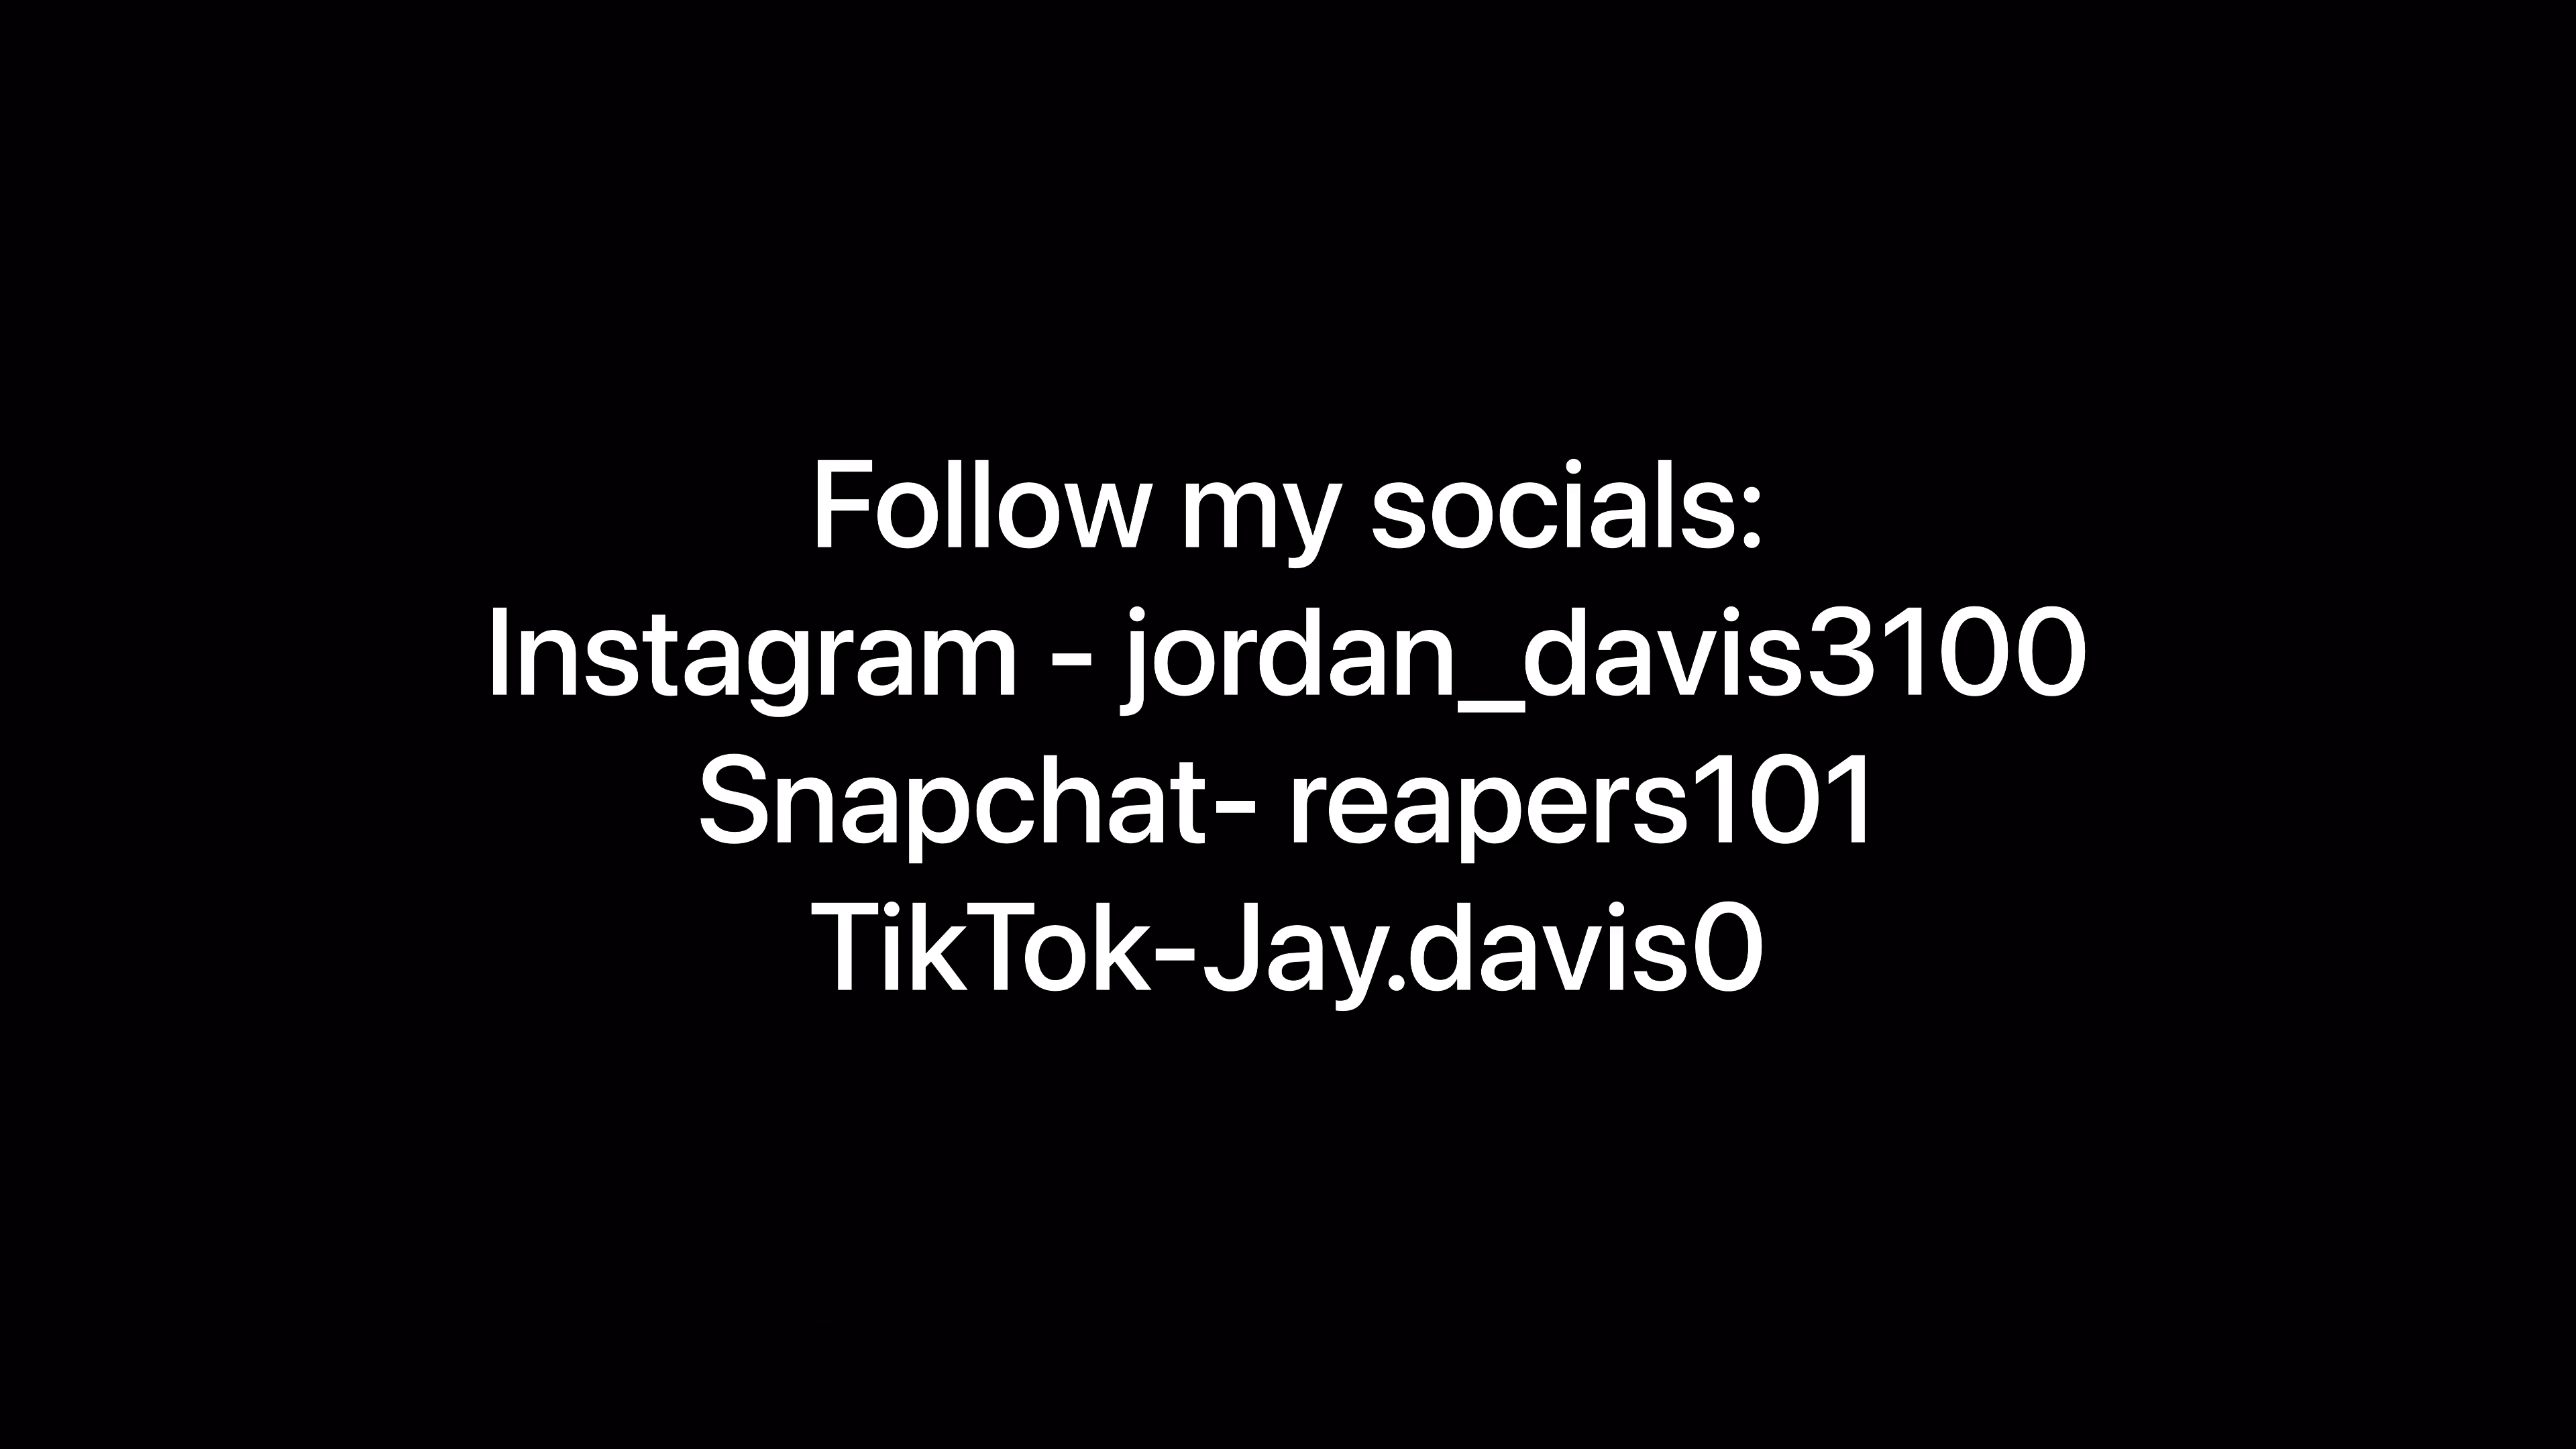 Follow my socials:
Instagram - jordan_davis3100
Snapchat- reapers101
TikTok-Jay.davis0